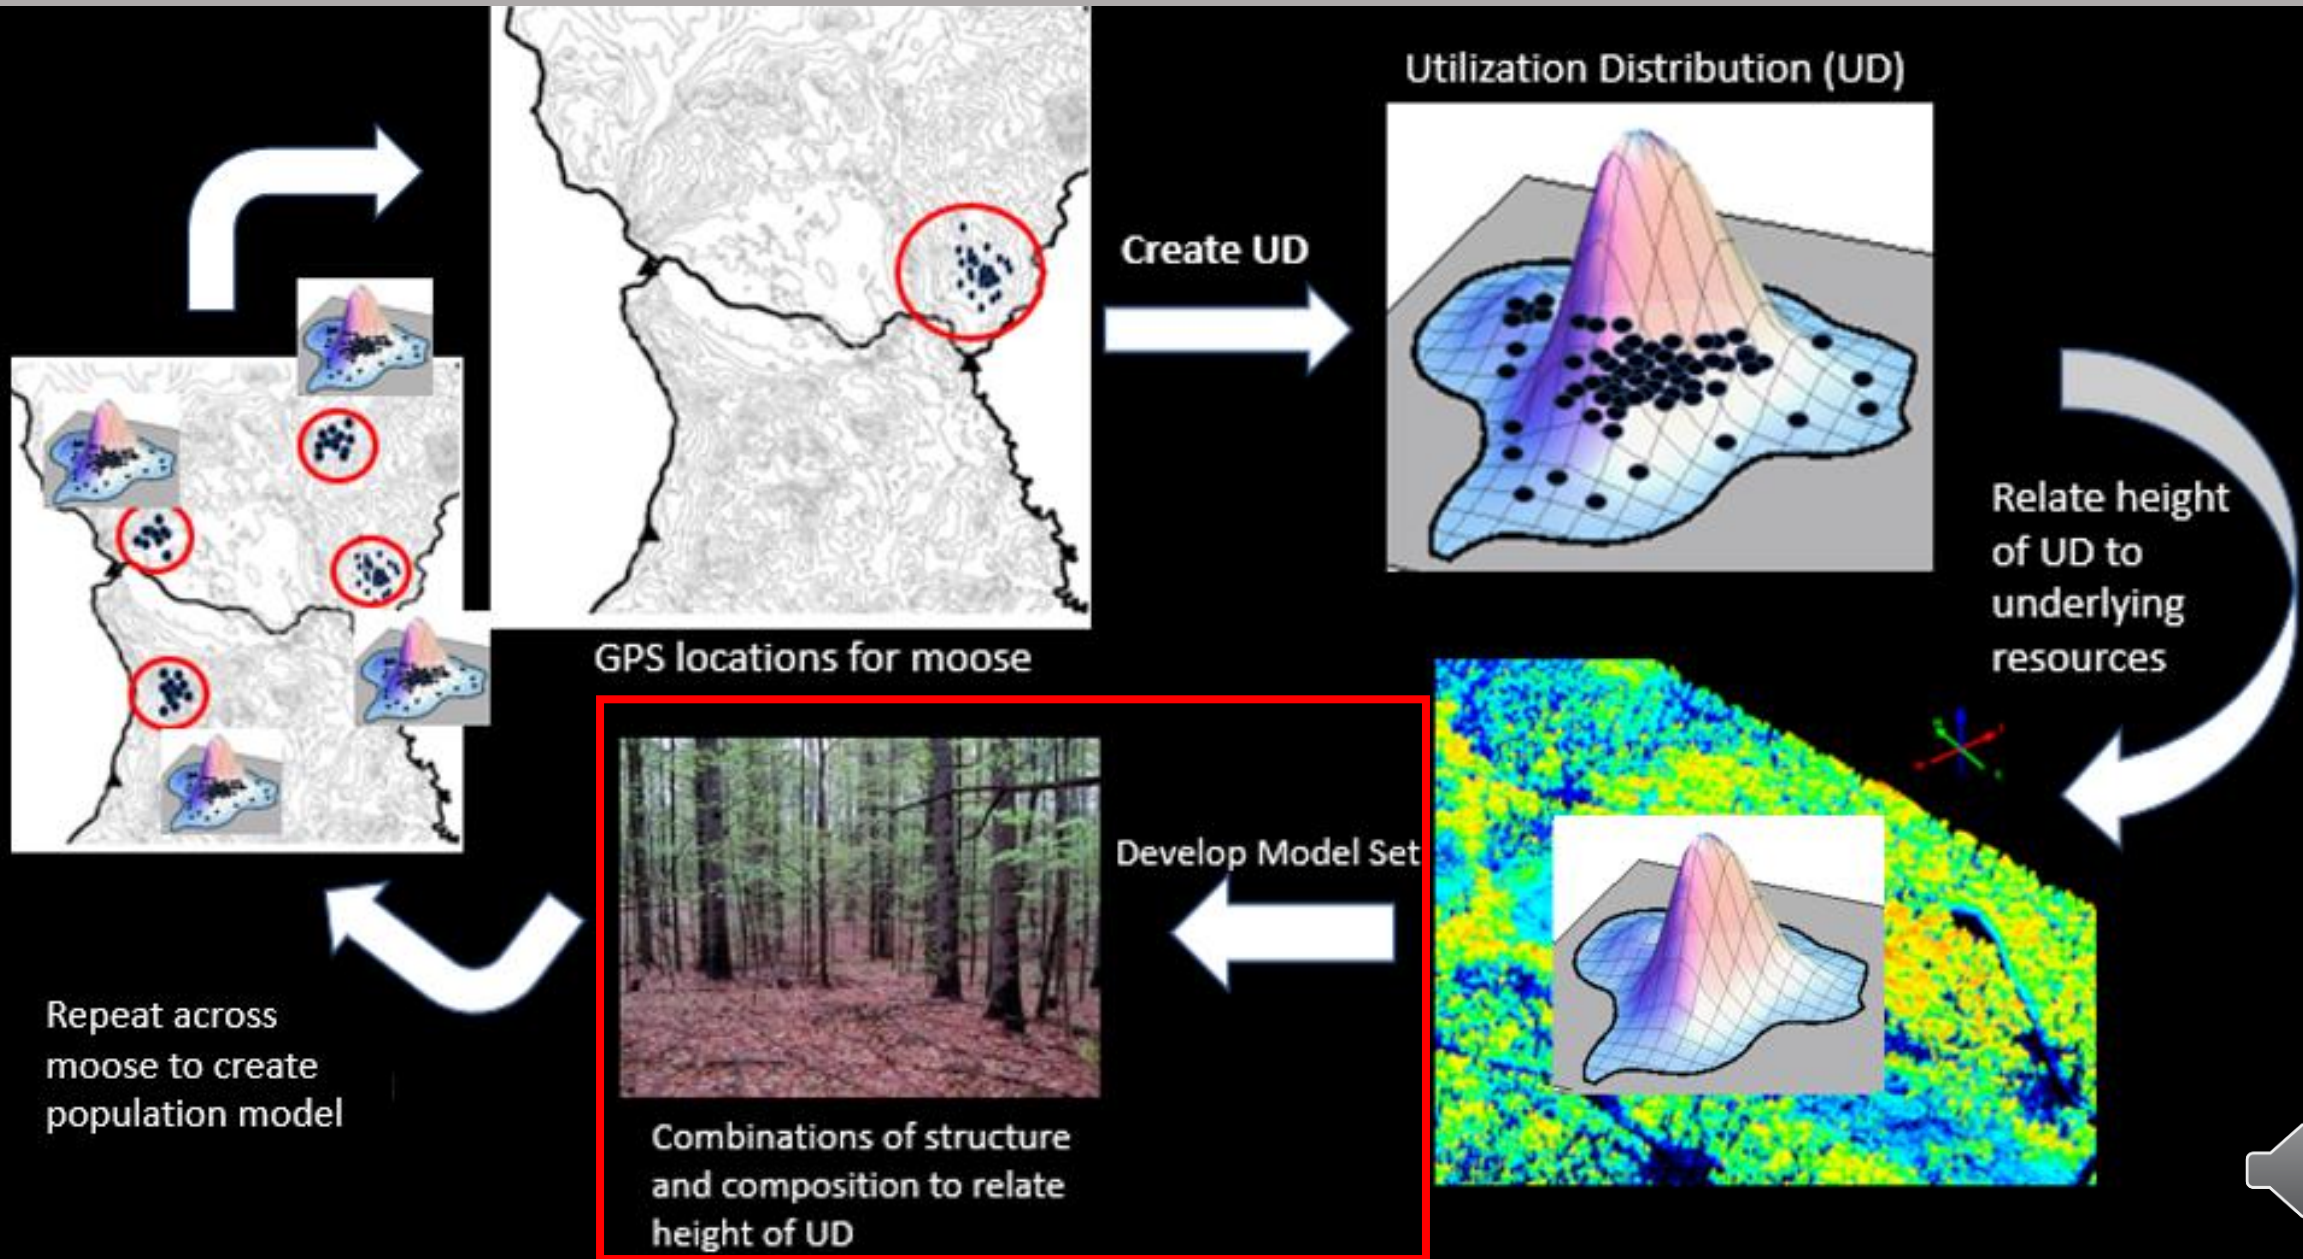 Utilization Distribution (UD)
Create UD
GPS locations for moose
Relate height
of UD to
underlying
resources
Develop Model Set
Combinations of structure
and composition to relate
height of UD
Repeat across
moose to create
population model